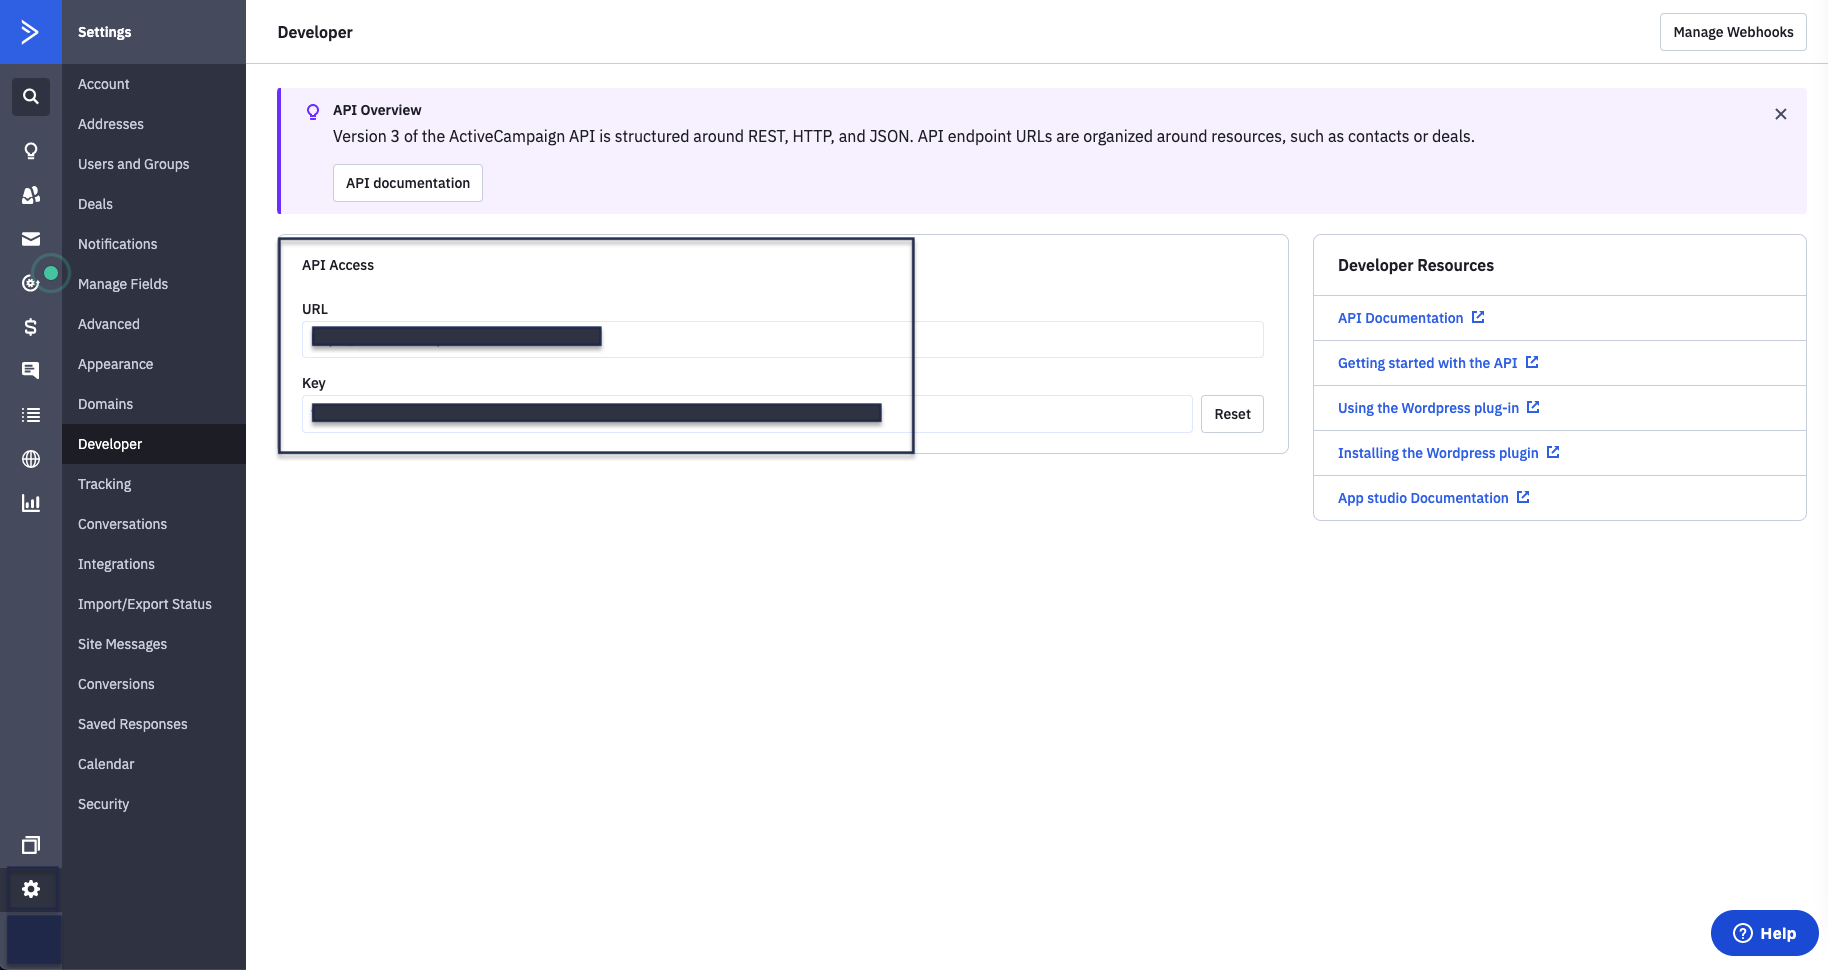 Settings
Account
Addresses
Users and Groups
Deals
Notifications
Manage Fields
Advanced
Appearance
Domains
Developer
Tracking
Conversations
Integrations
Import/Export Status
Site Messages
Conversions
Saved Responses
Calendar
Security
Developer
Manage Webhooks
API Overview
Version 3 of the ActiveCampaign API is structured around REST, HTTP, and JSON. API endpoint URLs are organized around resources, such as contacts or deals.
API documentation
API Access
URL
Key
Reset
Developer Resources
API Documentation
Getting started with the API
Using the Wordpress plug-in
Installing the Wordpress plugin
App studio Documentation
Help